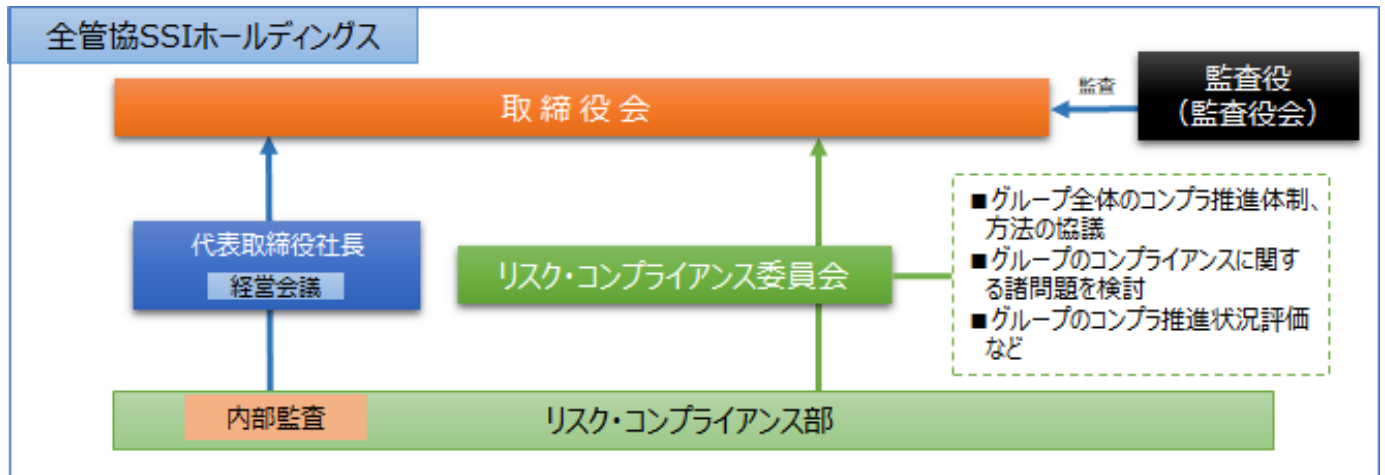 全管協SSIホールディングス
取締役会
監査
監査役
（監査役会）
代表取締役社長
経営会議
リスク・コンプライアンス委員会
■グループ全体のコンプラ推進体制、
方法の協議
■グループのコンプライアンスに関す
る諸問題を検討
■グループのコンプラ推進状況評価
など
内部監査
リスク・コンプライアンス部